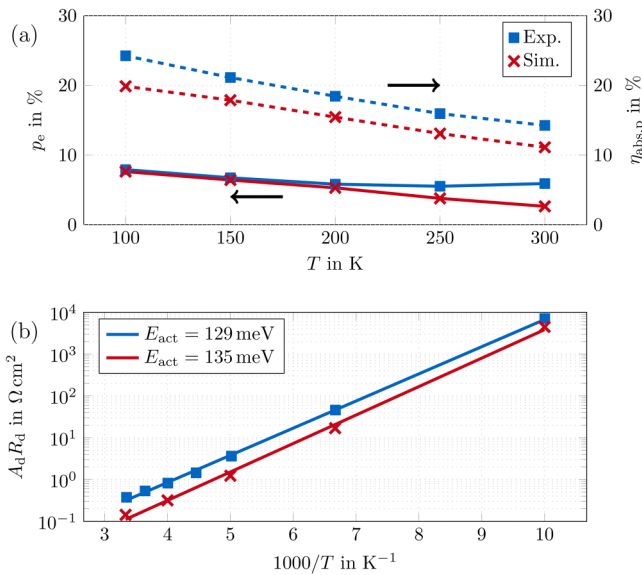 (a)
30
20
10
0
p_e in %
30
20
10
0
η_abs,p in %
Exp.
Sim.
100 150 200 250 300
T in K
(b)
10^4
10^3
10^2
10^1
10^0
10^−1
A_d R_d in Ω cm^2
E_act = 129 meV
E_act = 135 meV
3 4 5 6 7 8 9 10
1000/T in K^−1